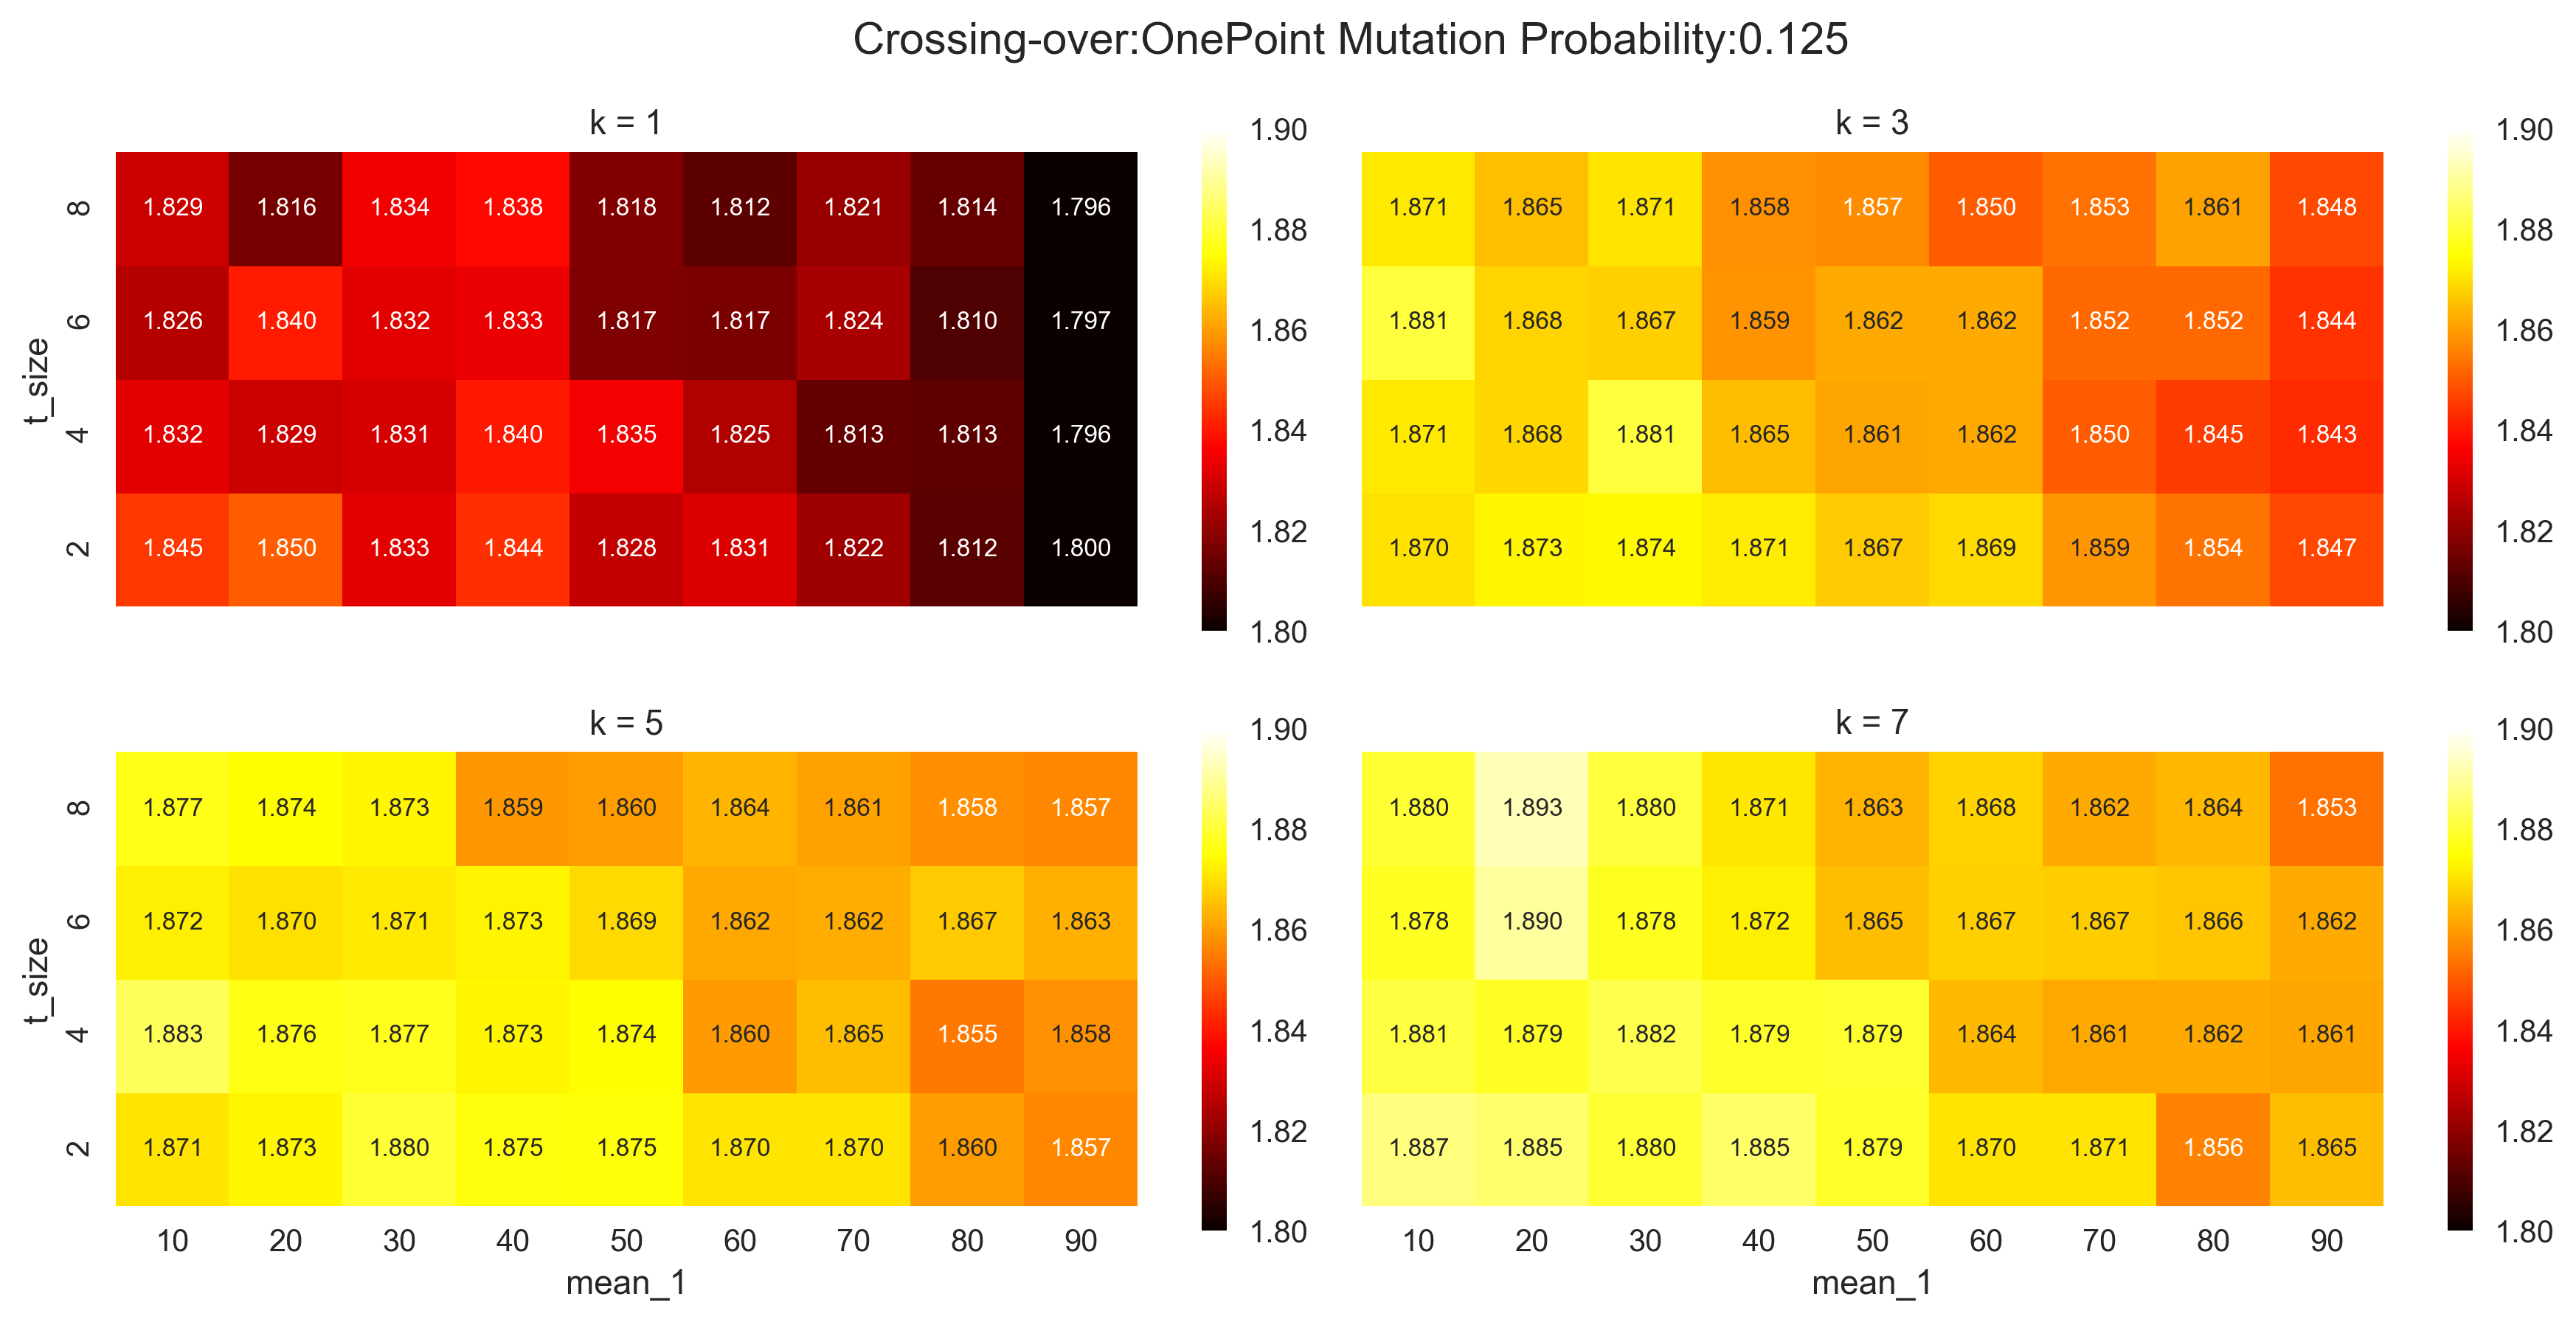 Crossing-over:OnePoint Mutation Probability:0.125
k = 1
t_size
8 1.829 1.816 1.834 1.838 1.818 1.812 1.821 1.814 1.796
6 1.826 1.840 1.832 1.833 1.817 1.817 1.824 1.810 1.797
4 1.832 1.829 1.831 1.840 1.835 1.825 1.813 1.813 1.796
2 1.845 1.850 1.833 1.844 1.828 1.831 1.822 1.812 1.800
1.90
1.88
1.86
1.84
1.82
1.80
k = 3
1.871 1.865 1.871 1.858 1.857 1.850 1.853 1.861 1.848
1.881 1.868 1.867 1.859 1.862 1.862 1.852 1.852 1.844
1.871 1.868 1.881 1.865 1.861 1.862 1.850 1.845 1.843
1.870 1.873 1.874 1.871 1.867 1.869 1.859 1.854 1.847
1.90
1.88
1.86
1.84
1.82
1.80
k = 5
t_size
8 1.877 1.874 1.873 1.859 1.860 1.864 1.861 1.858 1.857
6 1.872 1.870 1.871 1.873 1.869 1.862 1.862 1.867 1.863
4 1.883 1.876 1.877 1.873 1.874 1.860 1.865 1.855 1.858
2 1.871 1.873 1.880 1.875 1.875 1.870 1.870 1.860 1.857
10 20 30 40 50 60 70 80 90
mean_1
1.90
1.88
1.86
1.84
1.82
1.80
k = 7
1.880 1.893 1.880 1.871 1.863 1.868 1.862 1.864 1.853
1.878 1.890 1.878 1.872 1.865 1.867 1.867 1.866 1.862
1.881 1.879 1.882 1.879 1.879 1.864 1.861 1.862 1.861
1.887 1.885 1.880 1.885 1.879 1.870 1.871 1.856 1.865
10 20 30 40 50 60 70 80 90
mean_1
1.90
1.88
1.86
1.84
1.82
1.80